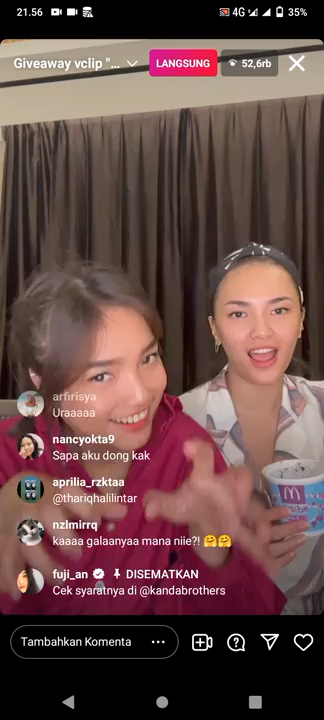 21.56
4G
35%
Giveaway vclip "...
LANGSUNG
52,6rb
arfirisya
Uraaaaa
nancyokta9
Sapa aku dong kak
aprilia_rzktaa
@thariqhalilintar
nzlmirrq
kaaaa galaanyaa mana niie?! 🤗🤗
fuji_an DISEMATKAN
Cek syaratnya di @kandabrothers
Tambahkan Komenta ...